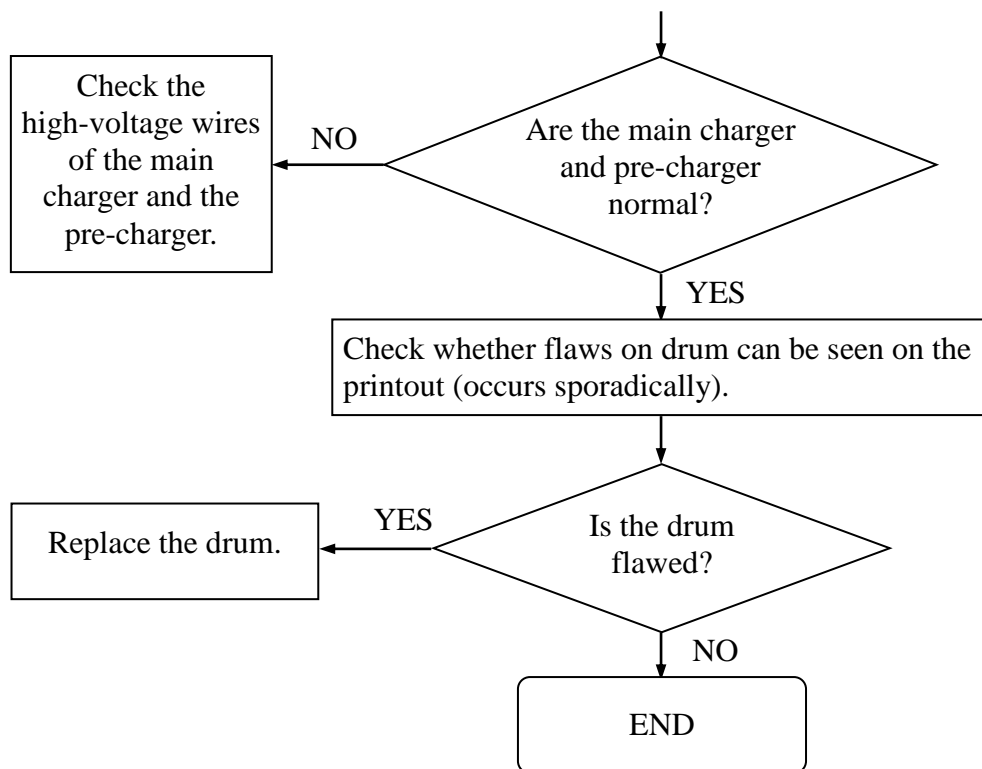 Are the main charger
and pre-charger
normal?
NO
Check the
high-voltage wires
of the main
charger and the
pre-charger.
YES
Check whether flaws on drum can be seen on the
printout (occurs sporadically).
Is the drum
flawed?
YES
Replace the drum.
NO
END